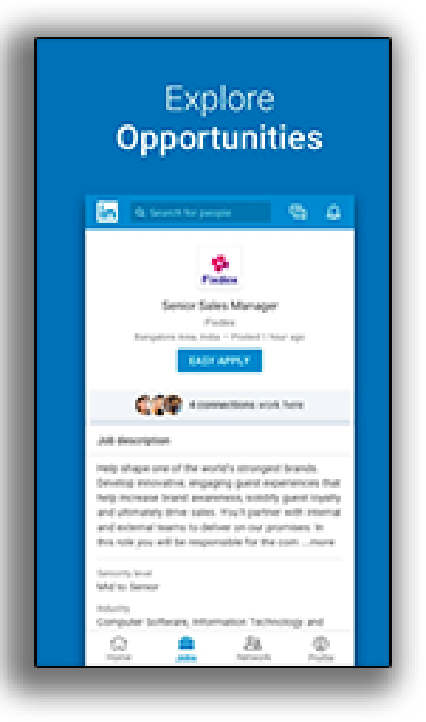 Explore
Opportunities
in
Search for people
Fixdex
Senior Sales Manager
Fixdex
Bangalore Area, India – Posted 1 hour ago
EASY APPLY
4 connections work here
Job description
Help shape one of the world's strongest brands.
Develop innovative, engaging guest experiences that
help increase brand awareness, solidify guest loyalty
and ultimately drive sales. You'll partner with internal
and external teams to deliver on our promises. In
this role you will be responsible for the com ...more
Seniority level
Mid to Senior
Industry
Computer Software, Information Technology and
Home Jobs Network Profile